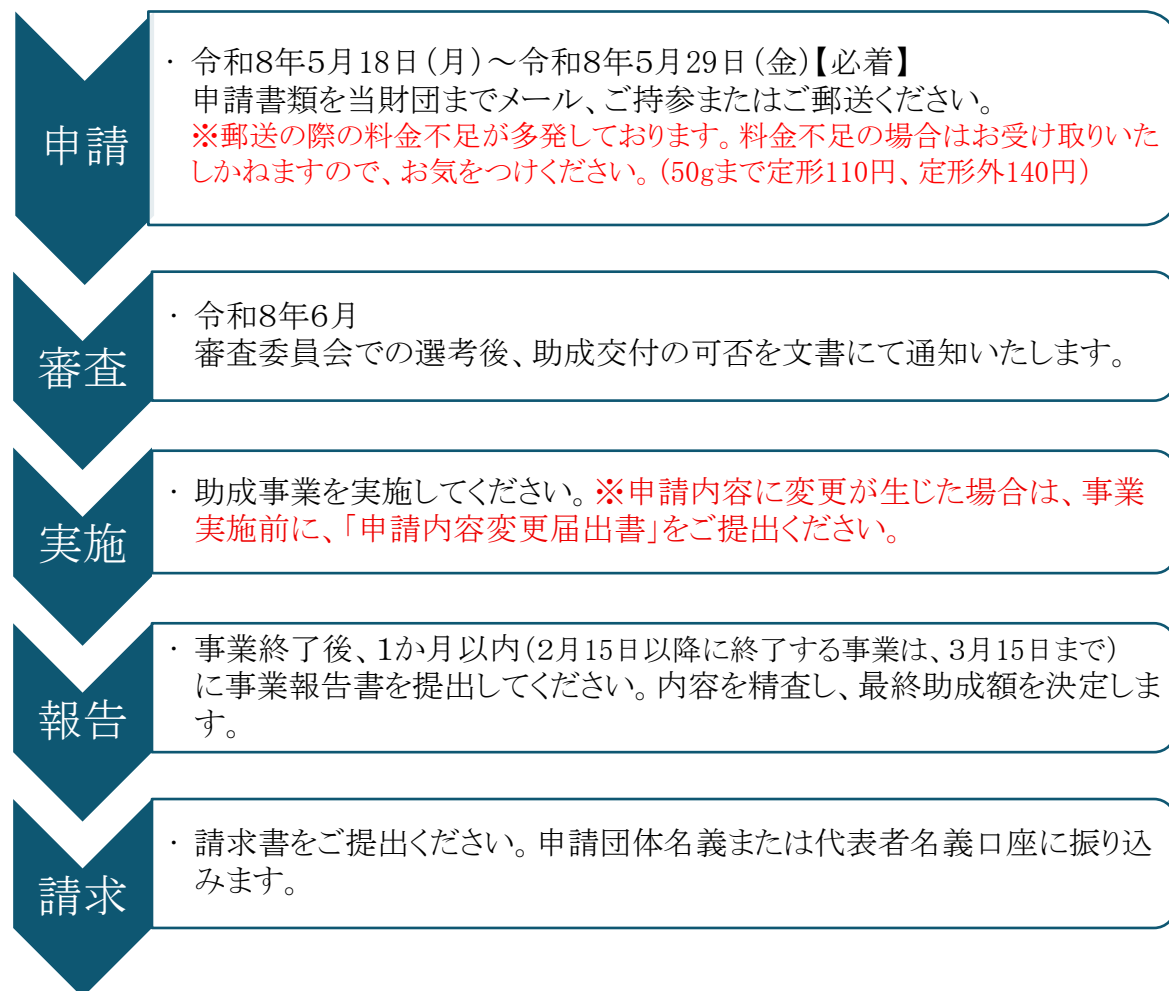 申請
・ 令和8年5月18日(月)～令和8年5月29日(金)【必着】
申請書類を当財団までメール、ご持参またはご郵送ください。
※郵送の際の料金不足が多発しております。料金不足の場合はお受け取りいた
しかねますので、お気をつけください。(50gまで定形110円、定形外140円)
審査
・ 令和8年6月
審査委員会での選考後、助成交付の可否を文書にて通知いたします。
実施
・ 助成事業を実施してください。※申請内容に変更が生じた場合は、事業
実施前に、「申請内容変更届出書」をご提出ください。
報告
・ 事業終了後、1か月以内(2月15日以降に終了する事業は、3月15日まで)
に事業報告書を提出してください。内容を精査し、最終助成額を決定しま
す。
請求
・ 請求書をご提出ください。申請団体名義または代表者名義口座に振り込
みます。